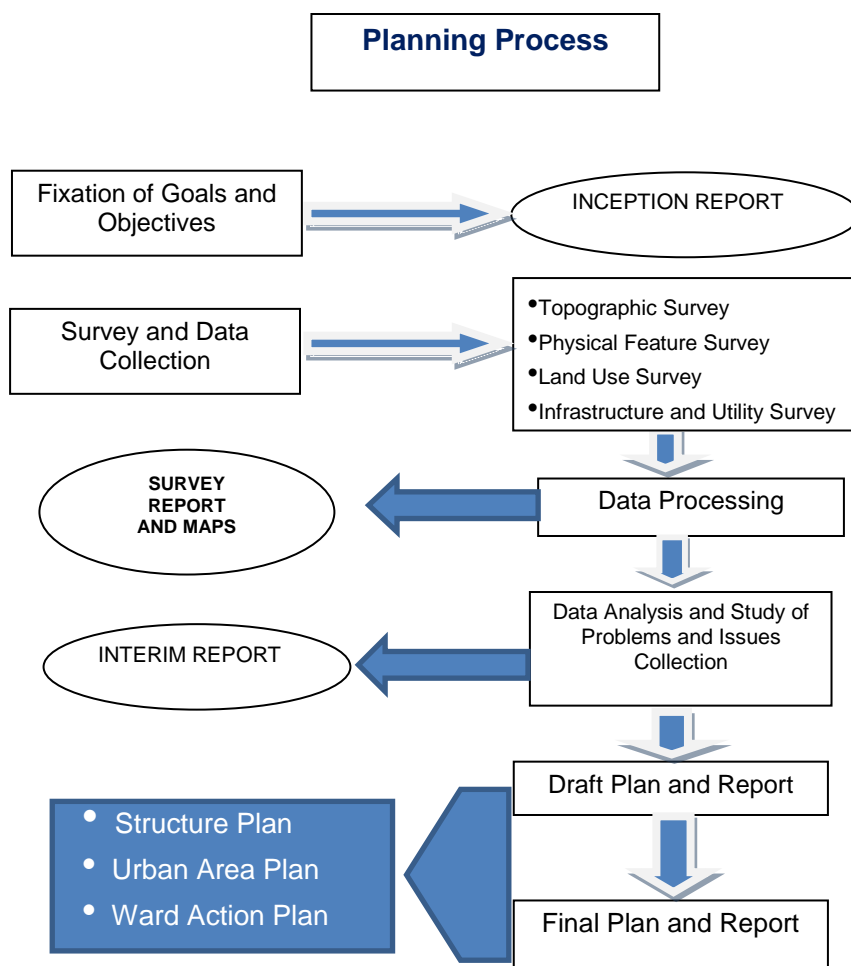 Planning Process
Fixation of Goals and
Objectives
INCEPTION REPORT
Survey and Data
Collection
•Topographic Survey
•Physical Feature Survey
•Land Use Survey
•Infrastructure and Utility Survey
SURVEY
REPORT
AND MAPS
Data Processing
Data Analysis and Study of
Problems and Issues
Collection
INTERIM REPORT
Draft Plan and Report
• Structure Plan
• Urban Area Plan
• Ward Action Plan
Final Plan and Report